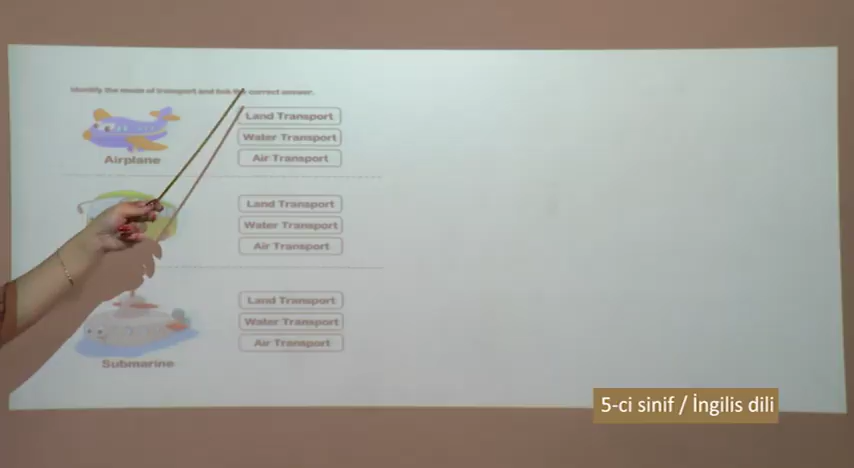 Identify the mean of transport and tick the correct answer.
Airplane
Land Transport
Water Transport
Air Transport
Land Transport
Water Transport
Air Transport
Submarine
Land Transport
Water Transport
Air Transport
5-ci sinif / İngilis dili